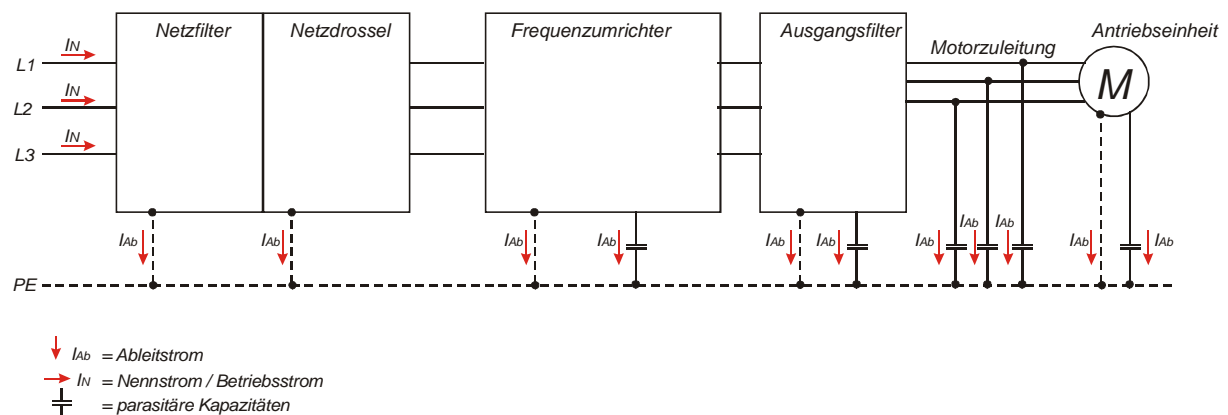 Netzfilter Netzdrossel Frequenzumrichter Ausgangsfilter Antriebseinheit
Motorzuleitung
IN
L1
IN
L2
IN
L3
M
IAb IAb IAb IAb IAb IAb IAb IAb IAb IAb IAb
PE
IAb = Ableitstrom
IN = Nennstrom / Betriebsstrom
= parasitäre Kapazitäten